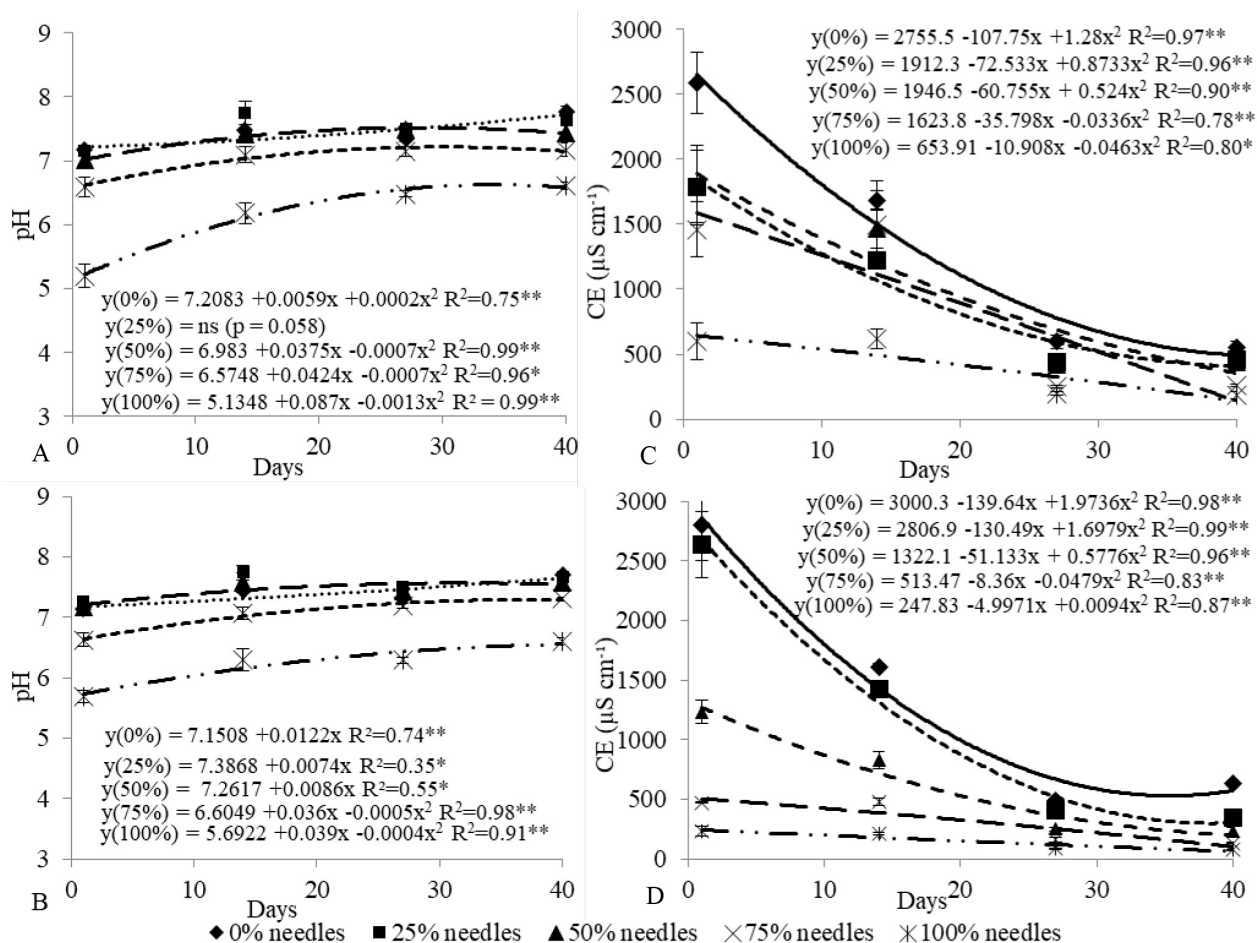 9
8
7
6
5
4
3
pH
y(0%) = 7.2083 +0.0059x +0.0002x² R²=0.75**
y(25%) = ns (p = 0.058)
y(50%) = 6.983 +0.0375x -0.0007x² R²=0.99**
y(75%) = 6.5748 +0.0424x -0.0007x² R²=0.96*
y(100%) = 5.1348 +0.087x -0.0013x² R² = 0.99**
0 10 20 30 40
A
Days
3000
2500
2000
1500
1000
500
0
CE (µS cm⁻¹)
y(0%) = 2755.5 -107.75x +1.28x² R²=0.97**
y(25%) = 1912.3 -72.533x +0.8733x² R²=0.96**
y(50%) = 1946.5 -60.755x + 0.524x² R²=0.90**
y(75%) = 1623.8 -35.798x -0.0336x² R²=0.78**
y(100%) = 653.91 -10.908x -0.0463x² R²=0.80*
0 10 20 30 40
C
Days
9
8
7
6
5
4
3
pH
y(0%) = 7.1508 +0.0122x R²=0.74**
y(25%) = 7.3868 +0.0074x R²=0.35*
y(50%) = 7.2617 +0.0086x R²=0.55*
y(75%) = 6.6049 +0.036x -0.0005x² R²=0.98**
y(100%) = 5.6922 +0.039x -0.0004x² R²=0.91**
0 10 20 30 40
B
Days
3000
2500
2000
1500
1000
500
0
CE (µS cm⁻¹)
y(0%) = 3000.3 -139.64x +1.9736x² R²=0.98**
y(25%) = 2806.9 -130.49x +1.6979x² R²=0.99**
y(50%) = 1322.1 -51.133x + 0.5776x² R²=0.96**
y(75%) = 513.47 -8.36x -0.0479x² R²=0.83**
y(100%) = 247.83 -4.9971x +0.0094x² R²=0.87**
0 10 20 30 40
D
Days
0% needles 25% needles 50% needles 75% needles 100% needles